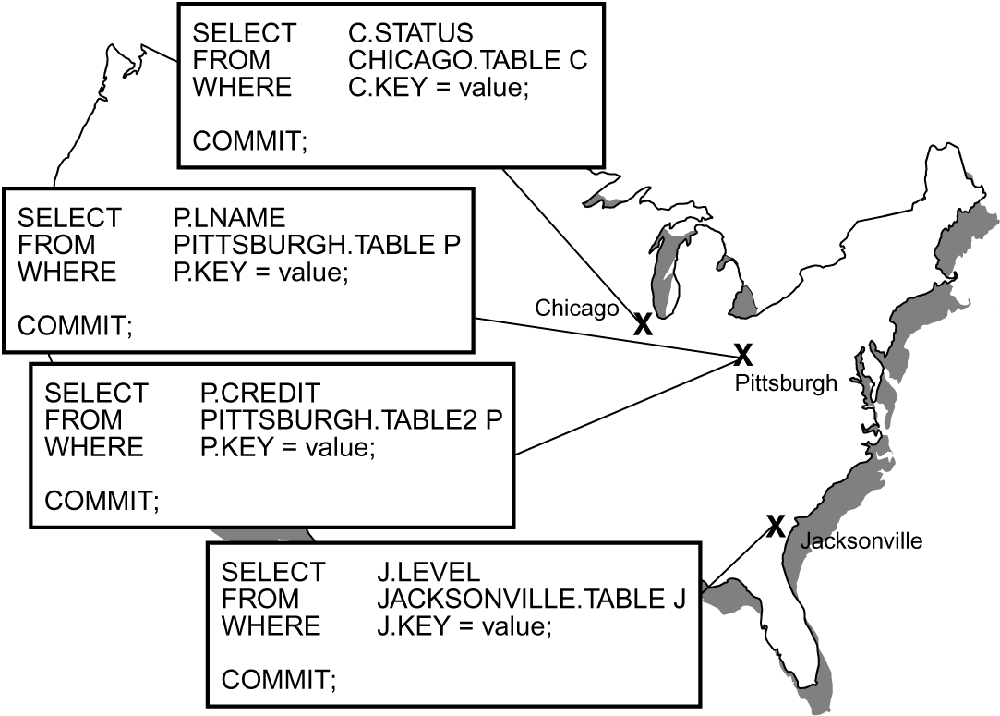 SELECT C.STATUS
FROM CHICAGO.TABLE C
WHERE C.KEY = value;
COMMIT;
SELECT P.LNAME
FROM PITTSBURGH.TABLE P
WHERE P.KEY = value;
COMMIT;
SELECT P.CREDIT
FROM PITTSBURGH.TABLE2 P
WHERE P.KEY = value;
COMMIT;
SELECT J.LEVEL
FROM JACKSONVILLE.TABLE J
WHERE J.KEY = value;
COMMIT;
Chicago
X
X
Pittsburgh
X
Jacksonville